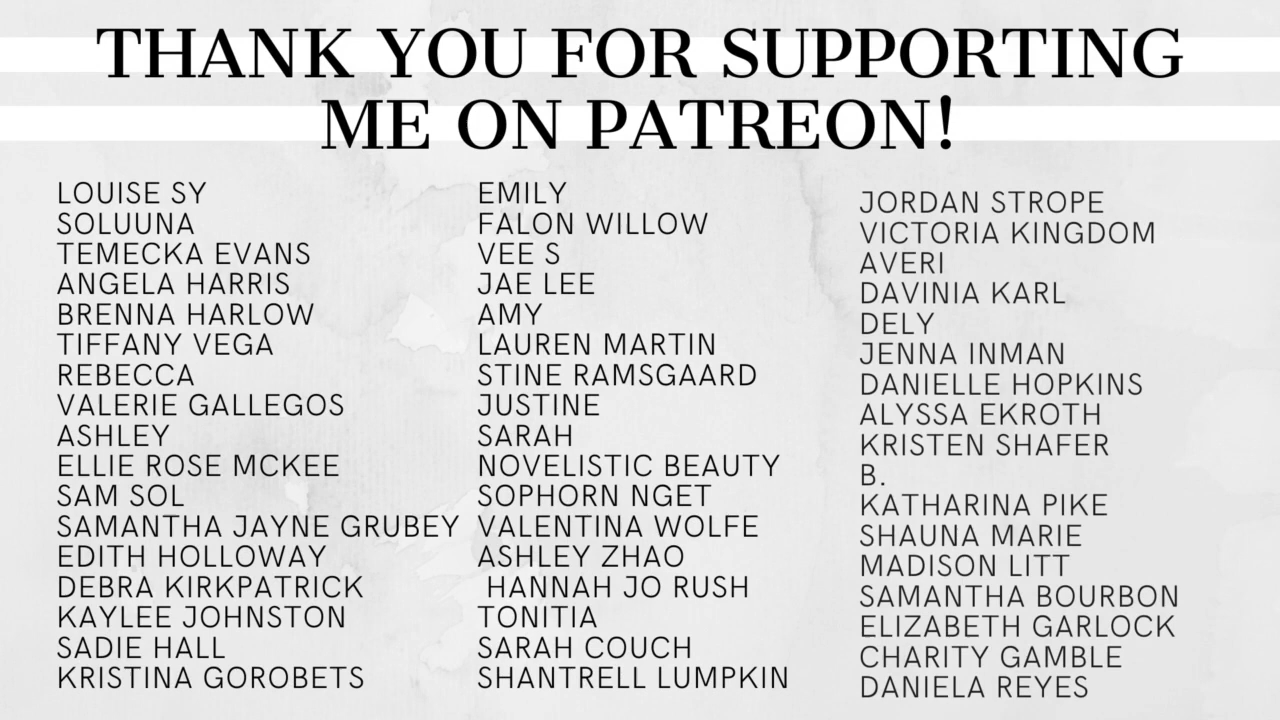 THANK YOU FOR SUPPORTING
ME ON PATREON!
LOUISE SY
SOLUUNA
TEMECKA EVANS
ANGELA HARRIS
BRENNA HARLOW
TIFFANY VEGA
REBECCA
VALERIE GALLEGOS
ASHLEY
ELLIE ROSE MCKEE
SAM SOL
SAMANTHA JAYNE GRUBEY
EDITH HOLLOWAY
DEBRA KIRKPATRICK
KAYLEE JOHNSTON
SADIE HALL
KRISTINA GOROBETS
EMILY
FALON WILLOW
VEE S
JAE LEE
AMY
LAUREN MARTIN
STINE RAMSGAARD
JUSTINE
SARAH
NOVELISTIC BEAUTY
SOPHORN NGET
VALENTINA WOLFE
ASHLEY ZHAO
HANNAH JO RUSH
TONITIA
SARAH COUCH
SHANTRELL LUMPKIN
JORDAN STROPE
VICTORIA KINGDOM
AVERI
DAVINIA KARL
DELY
JENNA INMAN
DANIELLE HOPKINS
ALYSSA EKROTH
KRISTEN SHAFER
B.
KATHARINA PIKE
SHAUNA MARIE
MADISON LITT
SAMANTHA BOURBON
ELIZABETH GARLOCK
CHARITY GAMBLE
DANIELA REYES